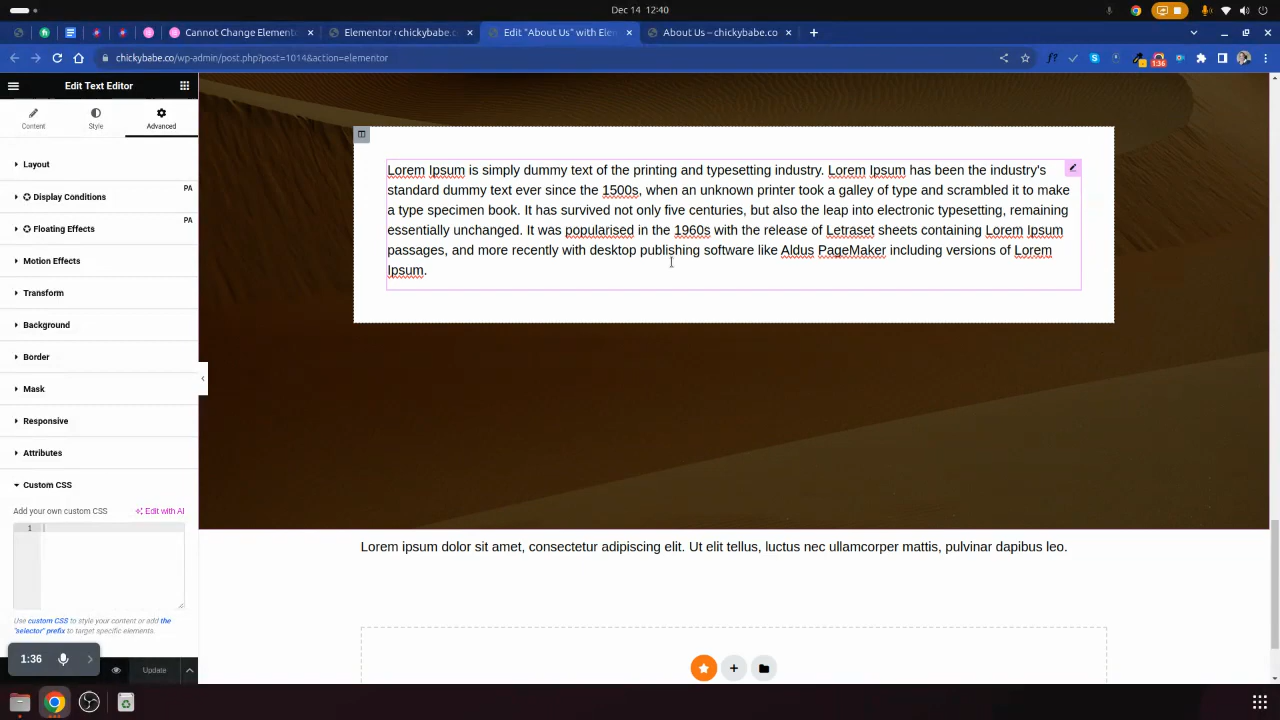 Dec 14 12:40
Cannot Change Elemento
Elementor ‹ chickybabe.co
Edit "About Us" with Elem
About Us – chickybabe.co
chickybabe.co/wp-admin/post.php?post=1014&action=elementor
f?
1:36
Edit Text Editor
Content
Style
Advanced
Layout
PA
Display Conditions
PA
Floating Effects
Motion Effects
Transform
Background
Border
Mask
Responsive
Attributes
Custom CSS
Add your own custom CSS
Edit with AI
1
Use custom CSS to style your content or add the
"selector" prefix to target specific elements.
1:36
Update
Lorem Ipsum is simply dummy text of the printing and typesetting industry. Lorem Ipsum has been the industry's
standard dummy text ever since the 1500s, when an unknown printer took a galley of type and scrambled it to make
a type specimen book. It has survived not only five centuries, but also the leap into electronic typesetting, remaining
essentially unchanged. It was popularised in the 1960s with the release of Letraset sheets containing Lorem Ipsum
passages, and more recently with desktop publishing software like Aldus PageMaker including versions of Lorem
Ipsum.
Lorem ipsum dolor sit amet, consectetur adipiscing elit. Ut elit tellus, luctus nec ullamcorper mattis, pulvinar dapibus leo.